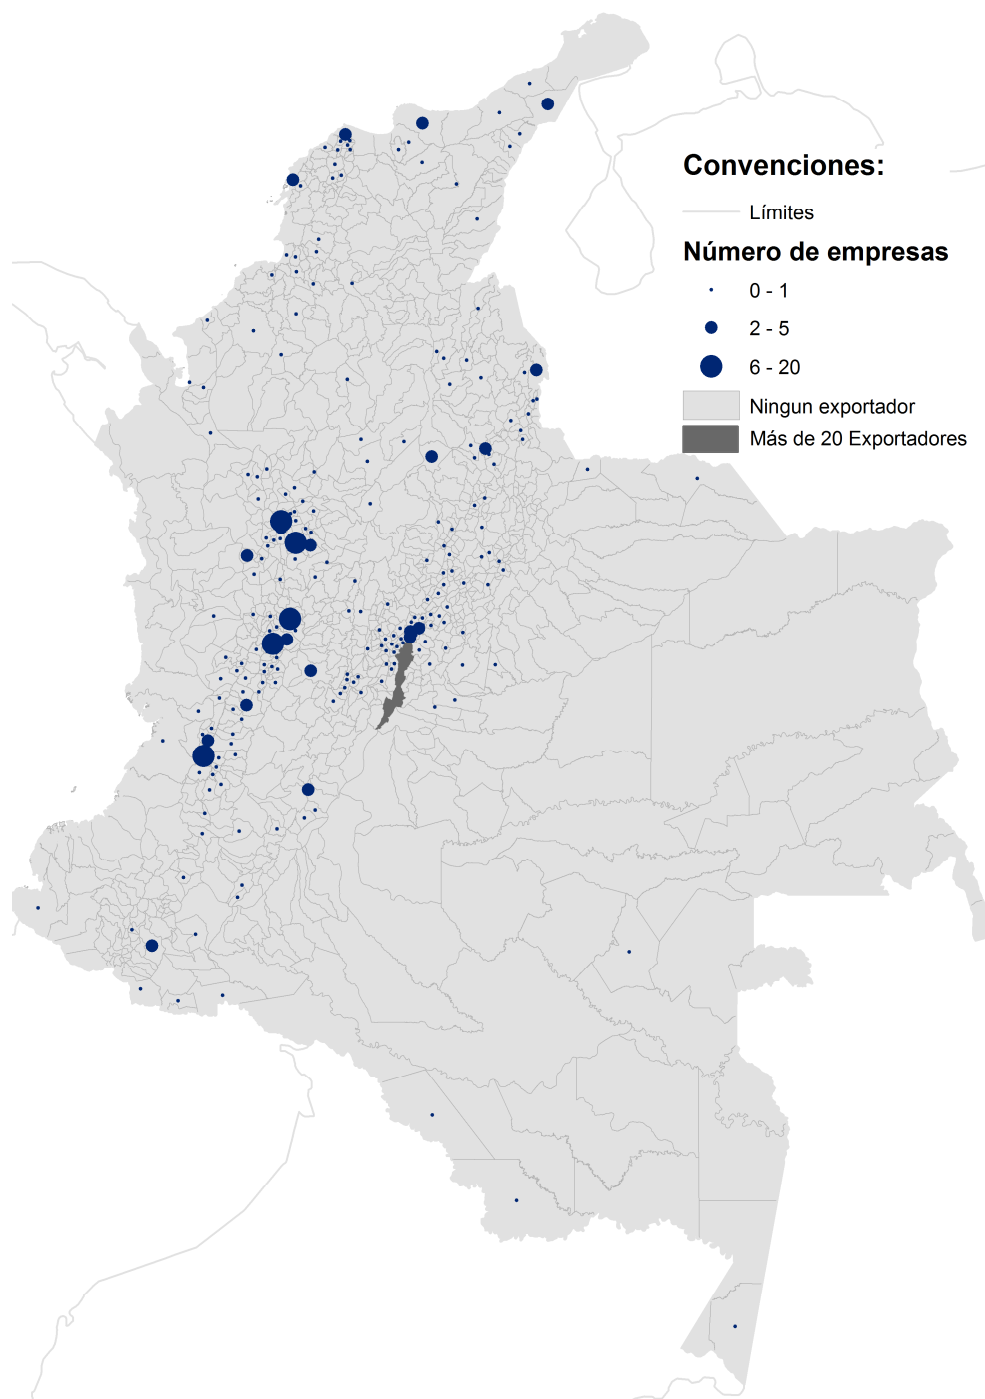 Convenciones:
Límites
Número de empresas
0 - 1
2 - 5
6 - 20
Ningun exportador
Más de 20 Exportadores